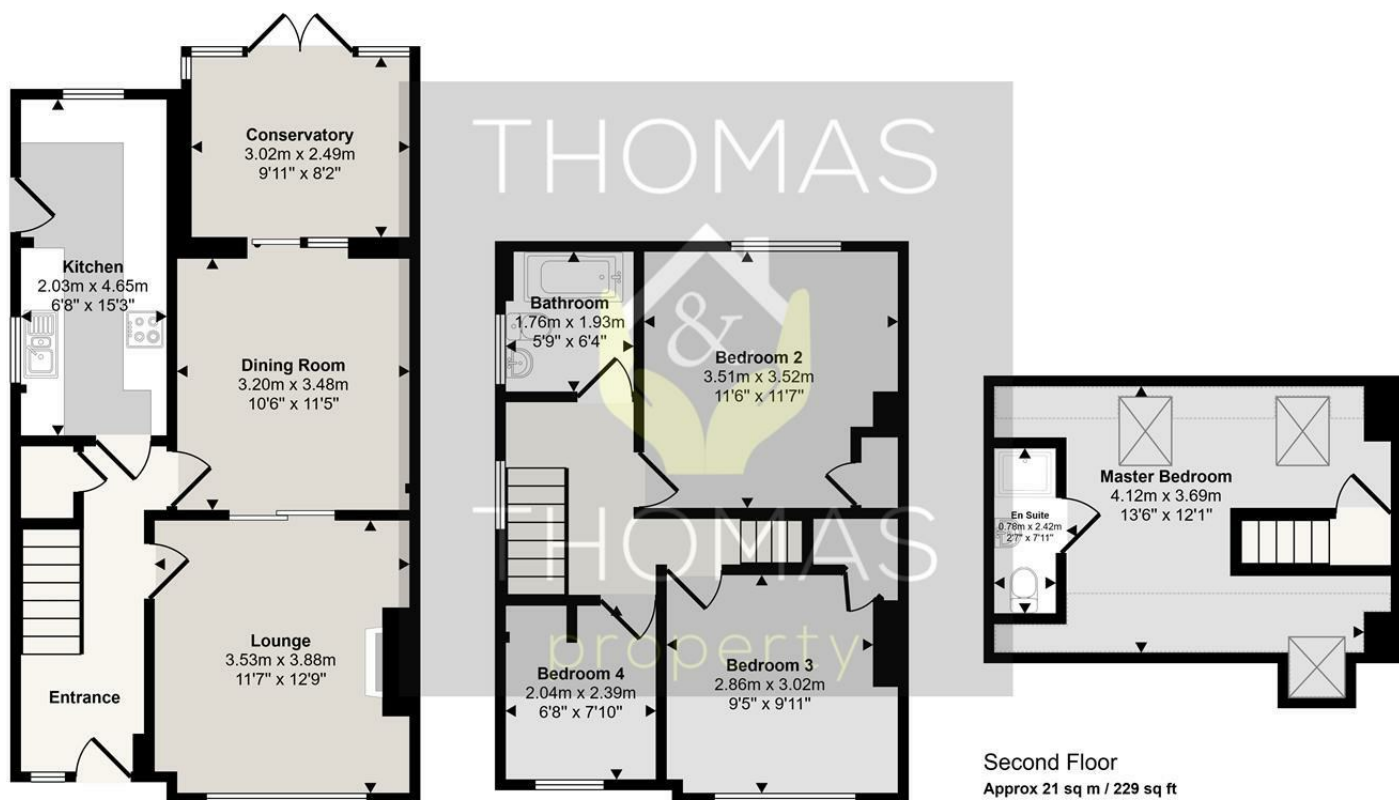 Conservatory
3.02m x 2.49m
9'11" x 8'2"
Kitchen
2.03m x 4.65m
6'8" x 15'3"
Dining Room
3.20m x 3.48m
10'6" x 11'5"
Lounge
3.53m x 3.88m
11'7" x 12'9"
Entrance
THOMAS
&
THOMAS
property
Bathroom
1.76m x 1.93m
5'9" x 6'4"
Bedroom 2
3.51m x 3.52m
11'6" x 11'7"
Bedroom 4
2.04m x 2.39m
6'8" x 7'10"
Bedroom 3
2.86m x 3.02m
9'5" x 9'11"
Master Bedroom
4.12m x 3.69m
13'6" x 12'1"
En Suite
0.78m x 2.42m
2'7" x 7'11"
Second Floor
Approx 21 sq m / 229 sq ft